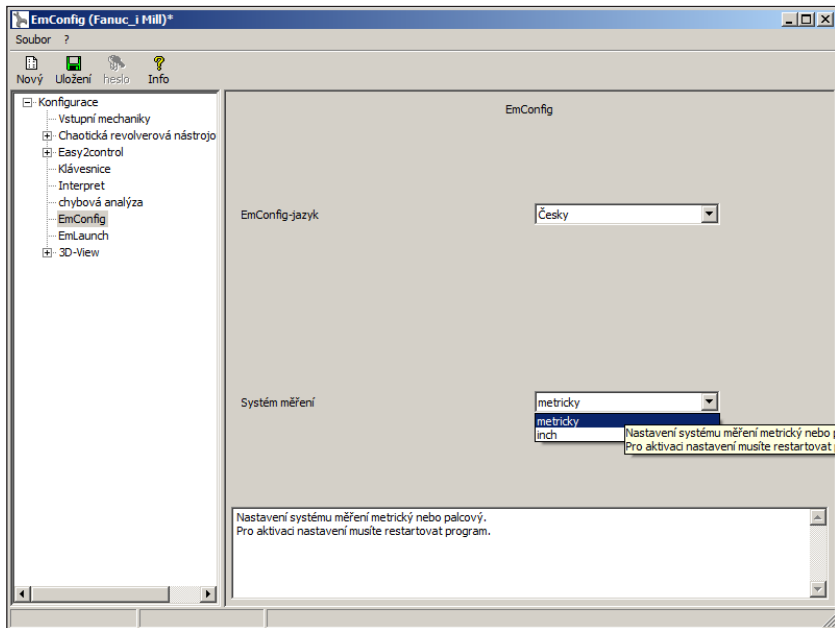 EmConfig (Fanuc_i Mill)*
Soubor ?
Nový Uložení heslo Info
Konfigurace
Vstupní mechaniky
Chaotická revolverová nástrojo
Easy2control
Klávesnice
Interpret
chybová analýza
EmConfig
EmLaunch
3D-View
EmConfig
EmConfig-jazyk Česky
Systém měření metricky
metricky
inch
Nastavení systému měření metrický nebo
Pro aktivaci nastavení musíte restartovat
Nastavení systému měření metrický nebo palcový.
Pro aktivaci nastavení musíte restartovat program.